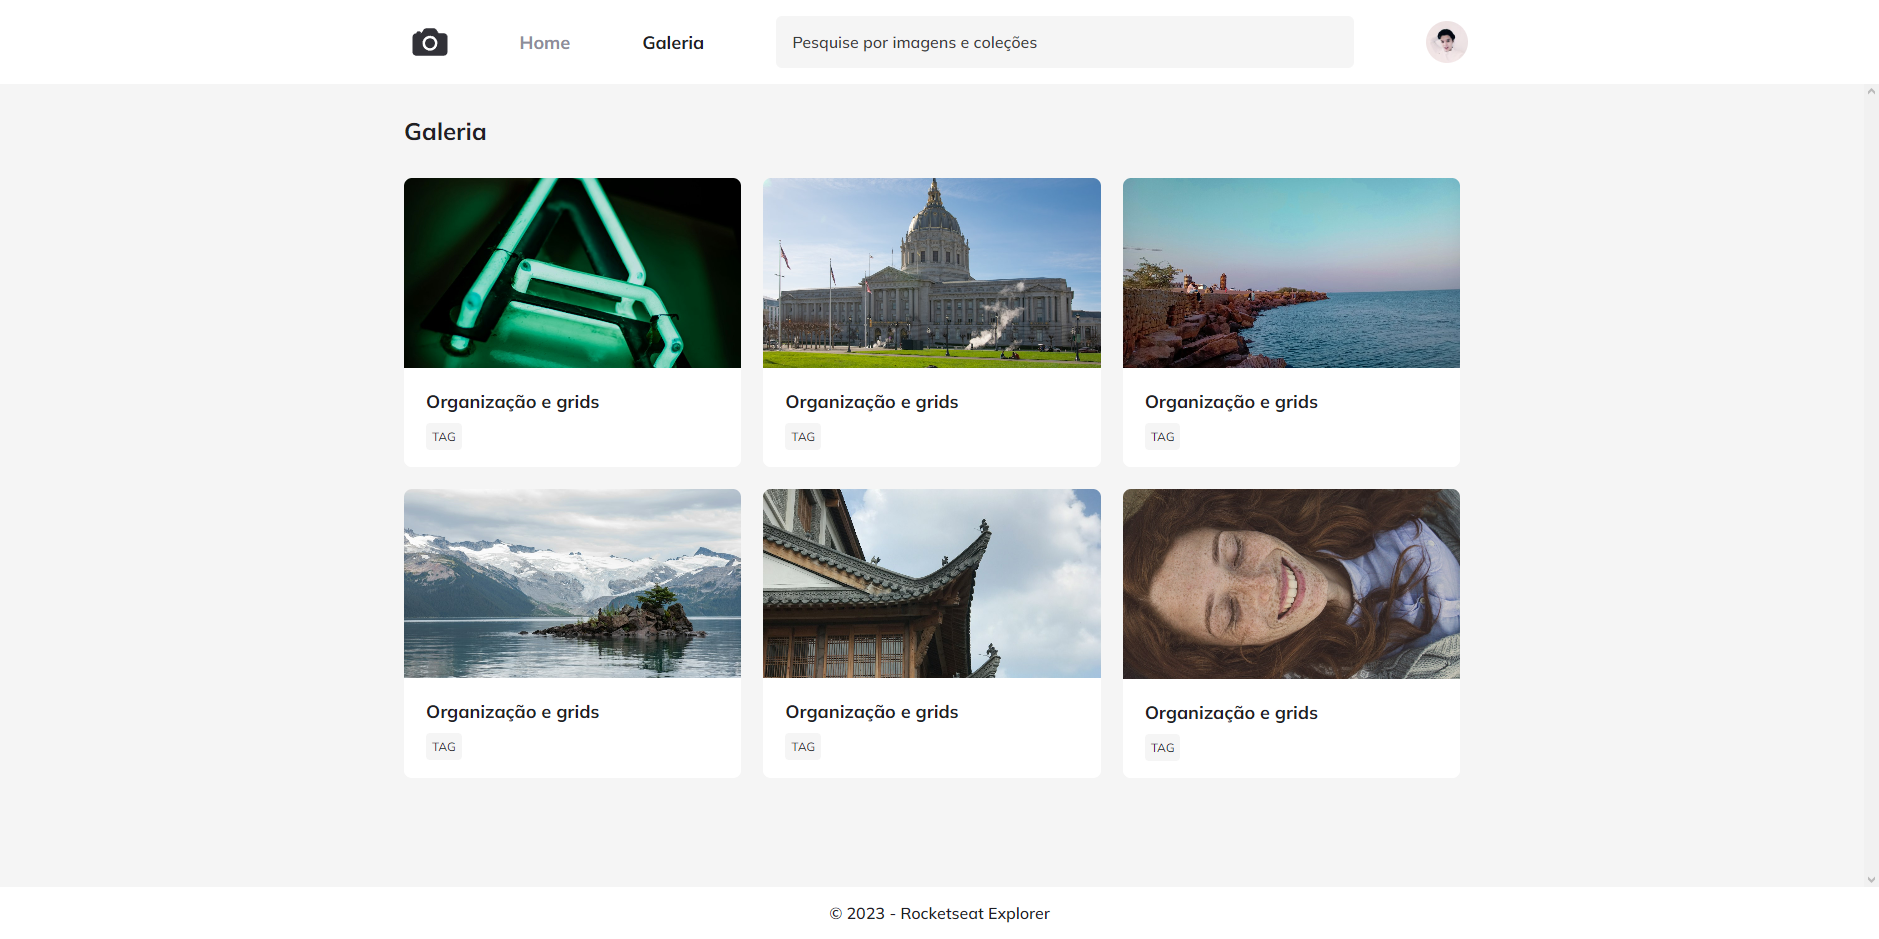 Home
Galeria
Pesquise por imagens e coleções
Galeria
Organização e grids
TAG
Organização e grids
TAG
Organização e grids
TAG
Organização e grids
TAG
Organização e grids
TAG
Organização e grids
TAG
© 2023 - Rocketseat Explorer